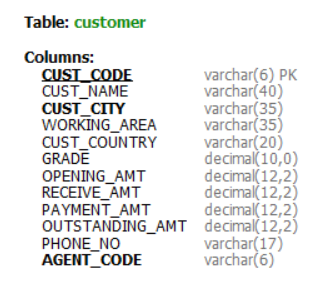 Table: customer
Columns:
CUST_CODE varchar(6) PK
CUST_NAME varchar(40)
CUST_CITY varchar(35)
WORKING_AREA varchar(35)
CUST_COUNTRY varchar(20)
GRADE decimal(10,0)
OPENING_AMT decimal(12,2)
RECEIVE_AMT decimal(12,2)
PAYMENT_AMT decimal(12,2)
OUTSTANDING_AMT decimal(12,2)
PHONE_NO varchar(17)
AGENT_CODE varchar(6)